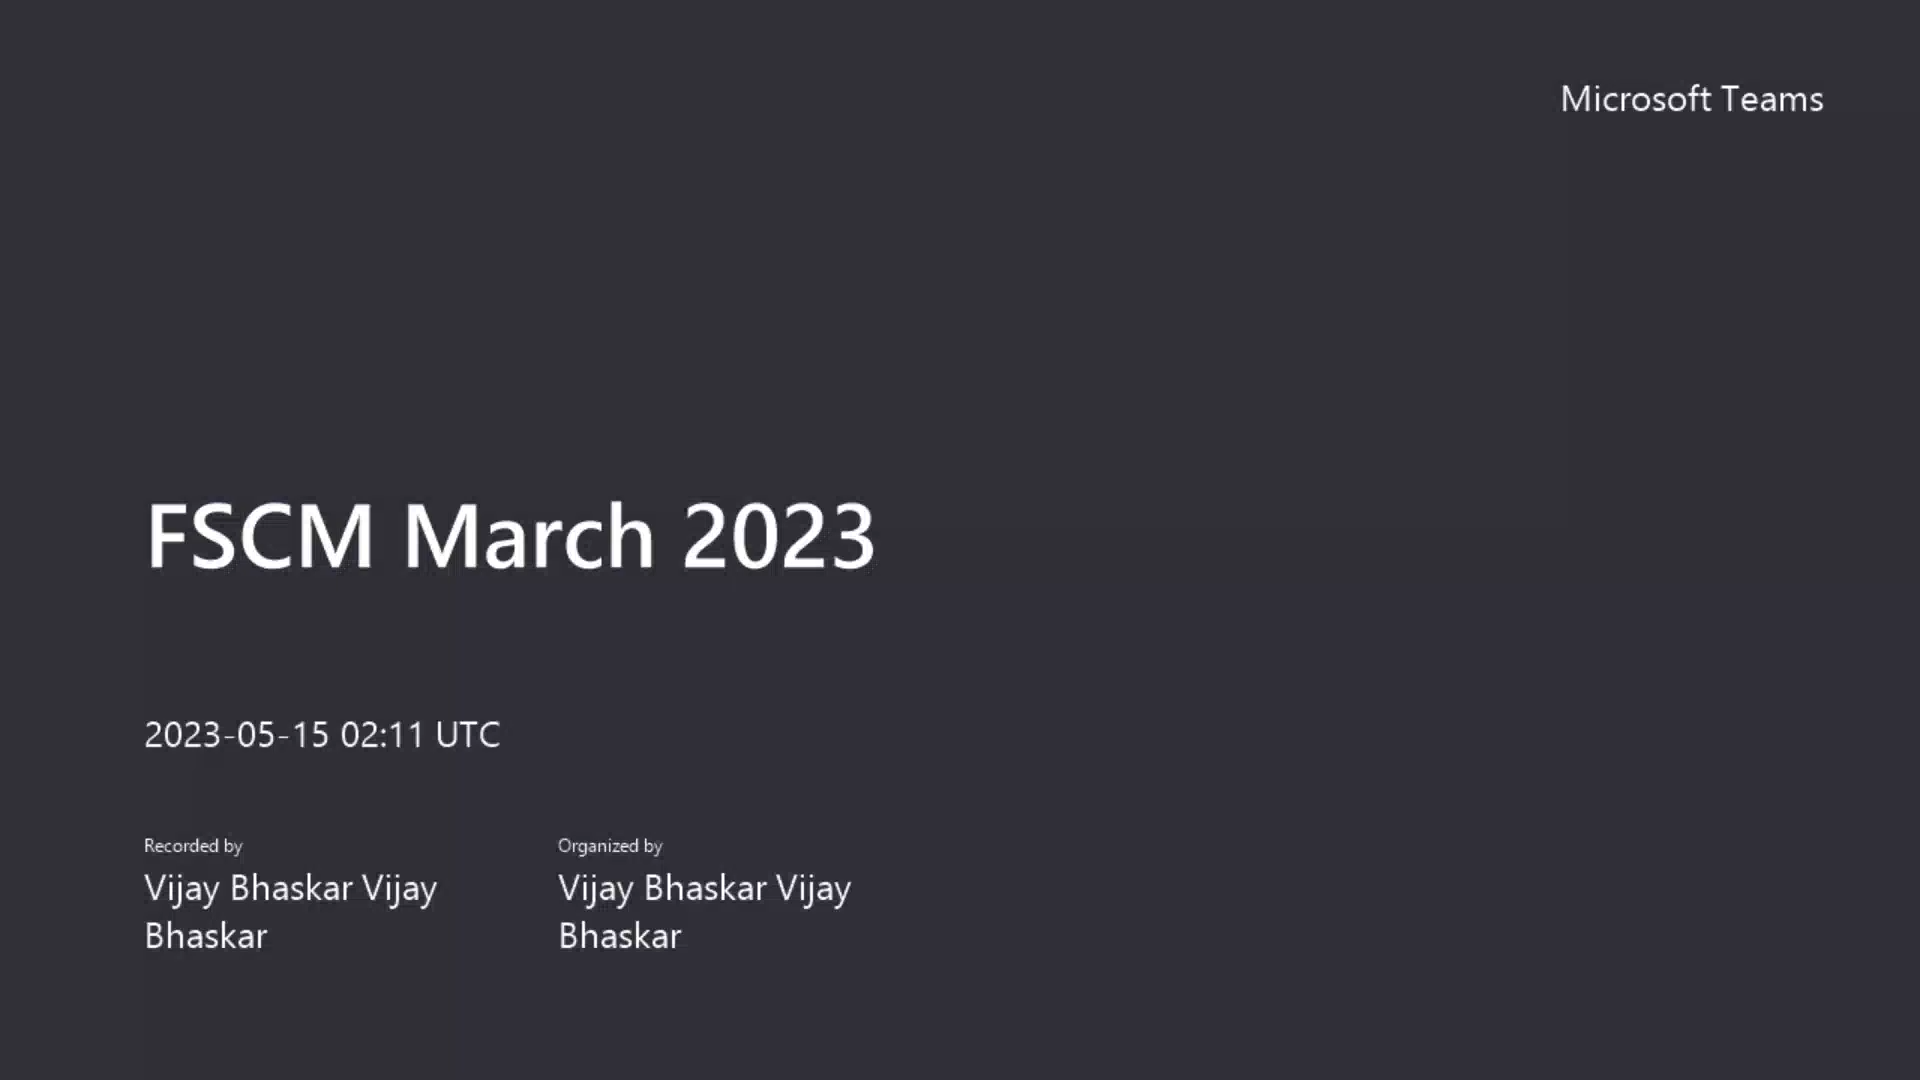 Microsoft Teams
FSCM March 2023
2023-05-15 02:11 UTC
Recorded by
Vijay Bhaskar Vijay
Bhaskar
Organized by
Vijay Bhaskar Vijay
Bhaskar